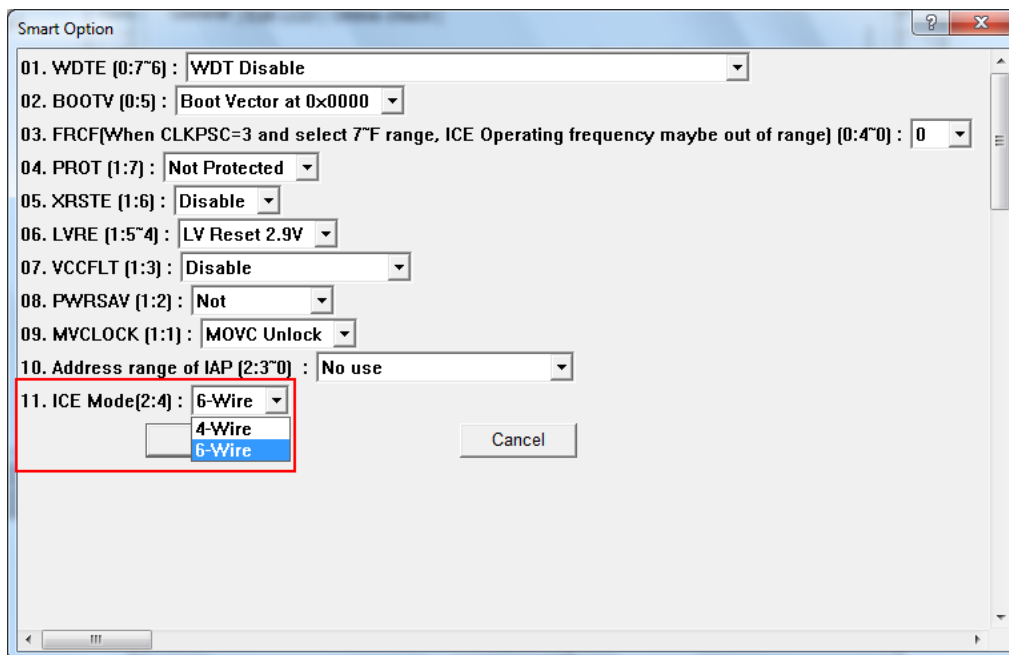 Smart Option
01. WDTE (0:7~6) : WDT Disable
02. BOOTV (0:5) : Boot Vector at 0x0000
03. FRCF(When CLKPSC=3 and select 7~F range, ICE Operating frequency maybe out of range) (0:4~0) : 0
04. PROT (1:7) : Not Protected
05. XRSTE (1:6) : Disable
06. LVRE (1:5~4) : LV Reset 2.9V
07. VCCFLT (1:3) : Disable
08. PWRSAV (1:2) : Not
09. MVCLOCK (1:1) : MOVC Unlock
10. Address range of IAP (2:3~0) : No use
11. ICE Mode(2:4) : 6-Wire
4-Wire
6-Wire
Cancel